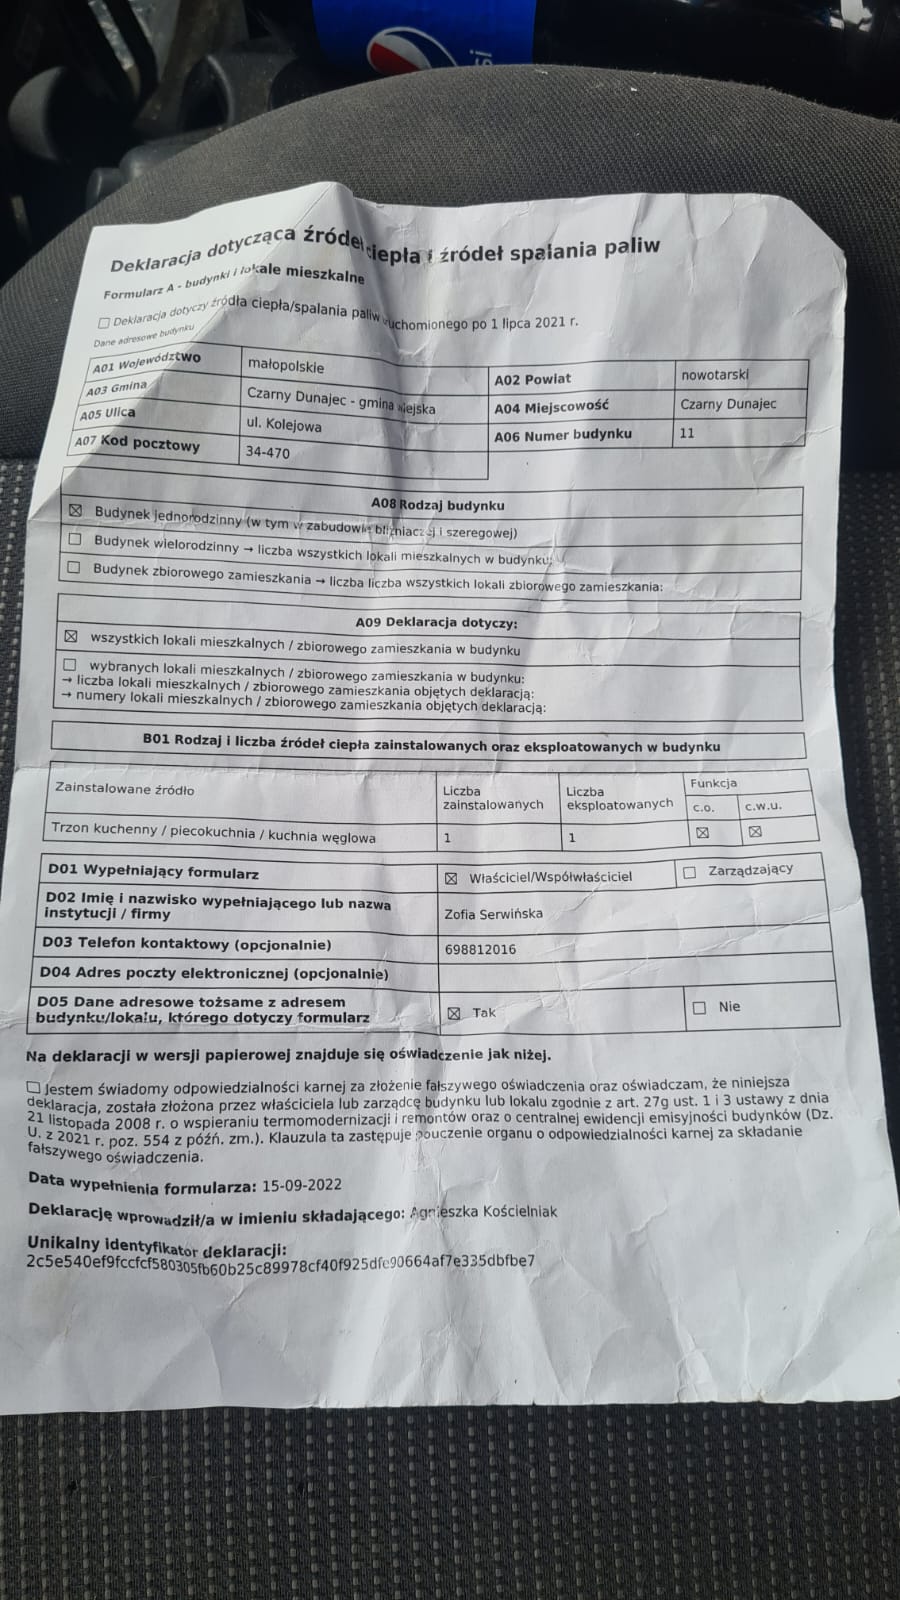 si
Deklaracja dotycząca źródeł ciepła i źródeł spalania paliw
Formularz A - budynki i lokale mieszkalne
☐ Deklaracja dotyczy źródła ciepła/spalania paliw uruchomionego po 1 lipca 2021 r.
Dane adresowe budynku
A01 Województwo małopolskie A02 Powiat nowotarski
A03 Gmina Czarny Dunajec - gmina wiejska A04 Miejscowość Czarny Dunajec
A05 Ulica ul. Kolejowa A06 Numer budynku 11
A07 Kod pocztowy 34-470
A08 Rodzaj budynku
☒ Budynek jednorodzinny (w tym w zabudowie bliźniaczej i szeregowej)
☐ Budynek wielorodzinny → liczba wszystkich lokali mieszkalnych w budynku:
☐ Budynek zbiorowego zamieszkania → liczba liczba wszystkich lokali zbiorowego zamieszkania:
A09 Deklaracja dotyczy:
☒ wszystkich lokali mieszkalnych / zbiorowego zamieszkania w budynku
☐ wybranych lokali mieszkalnych / zbiorowego zamieszkania w budynku:
→ liczba lokali mieszkalnych / zbiorowego zamieszkania objętych deklaracją:
→ numery lokali mieszkalnych / zbiorowego zamieszkania objętych deklaracją:
B01 Rodzaj i liczba źródeł ciepła zainstalowanych oraz eksploatowanych w budynku
Zainstalowane źródło Liczba zainstalowanych Liczba eksploatowanych Funkcja
c.o. c.w.u.
Trzon kuchenny / piecokuchnia / kuchnia węglowa 1 1 ☒ ☒
D01 Wypełniający formularz ☒ Właściciel/Współwłaściciel ☐ Zarządzający
D02 Imię i nazwisko wypełniającego lub nazwa
instytucji / firmy Zofia Serwińska
D03 Telefon kontaktowy (opcjonalnie) 698812016
D04 Adres poczty elektronicznej (opcjonalnie)
D05 Dane adresowe tożsame z adresem
budynku/lokalu, którego dotyczy formularz ☒ Tak ☐ Nie
Na deklaracji w wersji papierowej znajduje się oświadczenie jak niżej.
☐ Jestem świadomy odpowiedzialności karnej za złożenie fałszywego oświadczenia oraz oświadczam, że niniejsza
deklaracja, została złożona przez właściciela lub zarządcę budynku lub lokalu zgodnie z art. 27g ust. 1 i 3 ustawy z dnia
21 listopada 2008 r. o wspieraniu termomodernizacji i remontów oraz o centralnej ewidencji emisyjności budynków (Dz.
U. z 2021 r. poz. 554 z późń. zm.). Klauzula ta zastępuje pouczenie organu o odpowiedzialności karnej za składanie
fałszywego oświadczenia.
Data wypełnienia formularza: 15-09-2022
Deklarację wprowadził/a w imieniu składającego: Agnieszka Kościelniak
Unikalny identyfikator deklaracji:
2c5e540ef9fccfcf580305fb60b25c89978cf40f925dfe90664af7e335dbfbe7